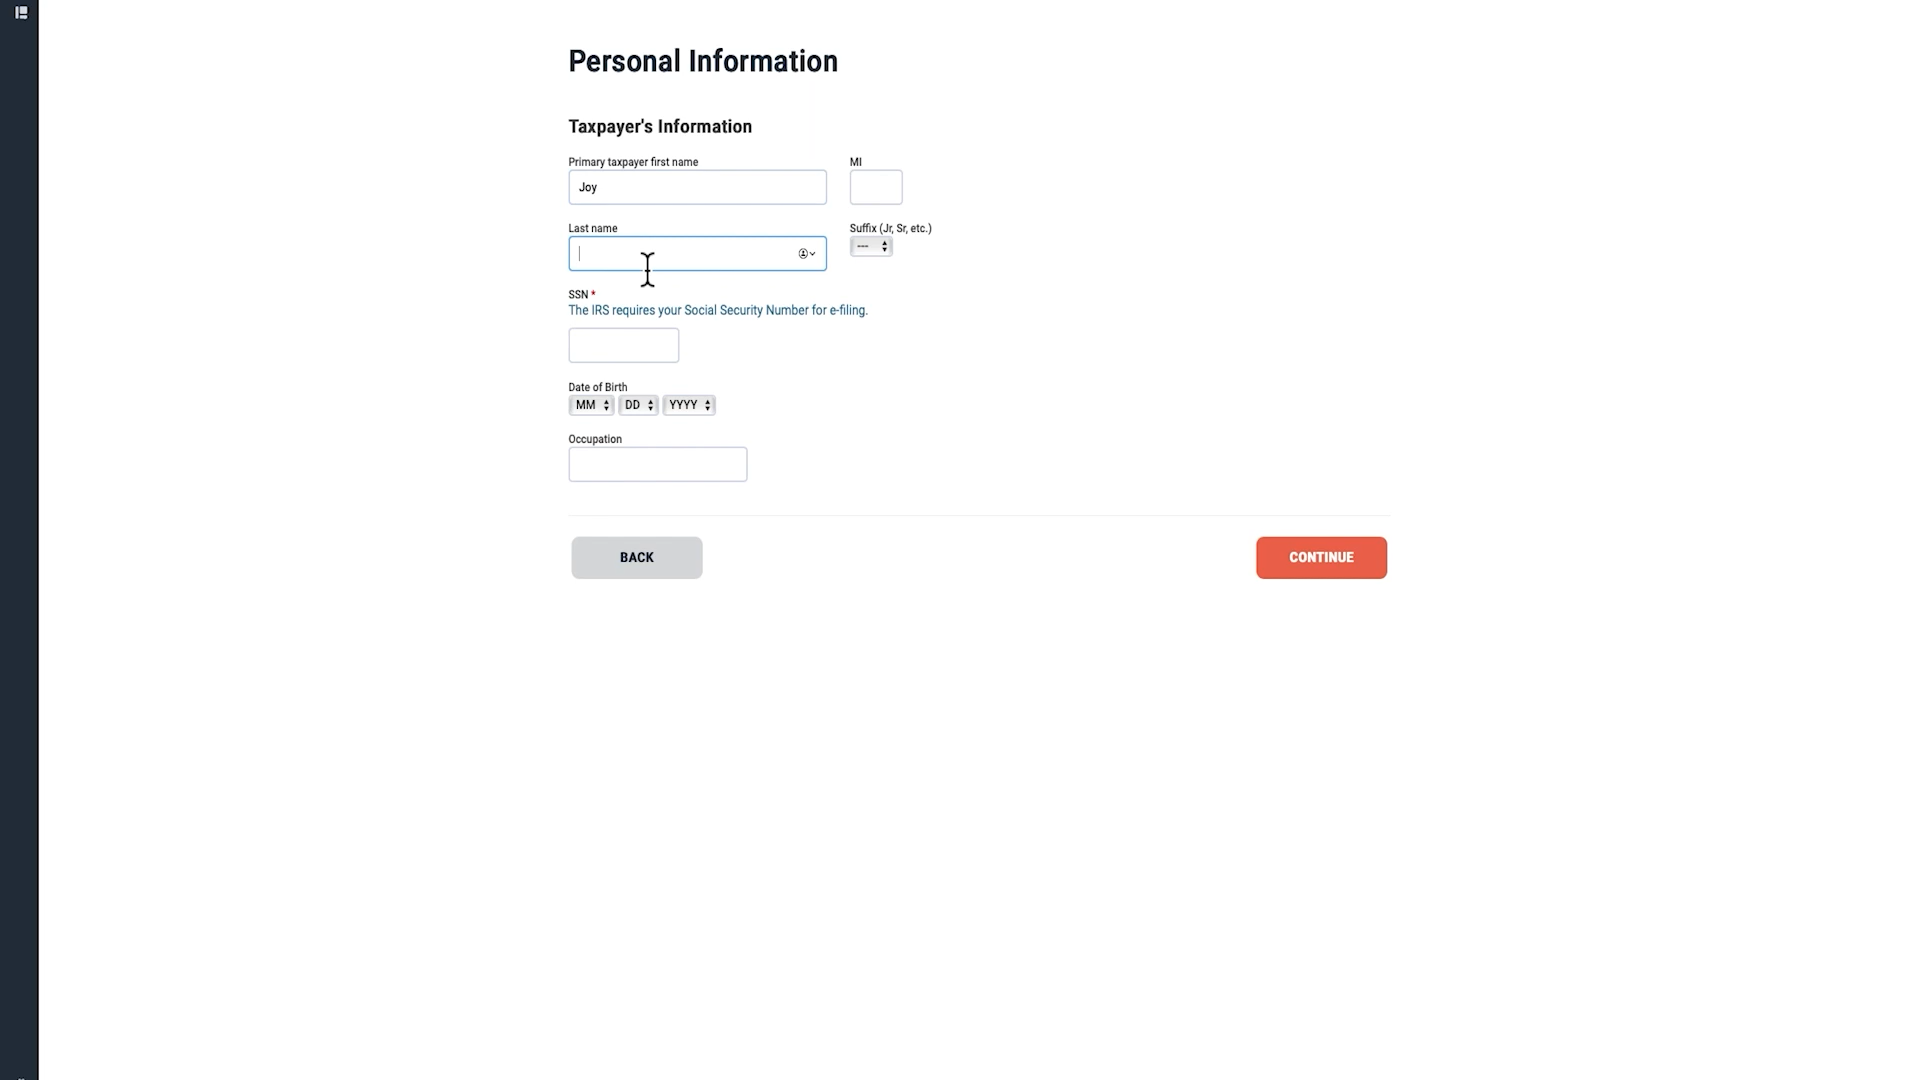 Personal Information
Taxpayer's Information
Primary taxpayer first name
MI
Joy
Last name
Suffix (Jr, Sr, etc.)
---
SSN *
The IRS requires your Social Security Number for e-filing.
Date of Birth
MM DD YYYY
Occupation
BACK
CONTINUE